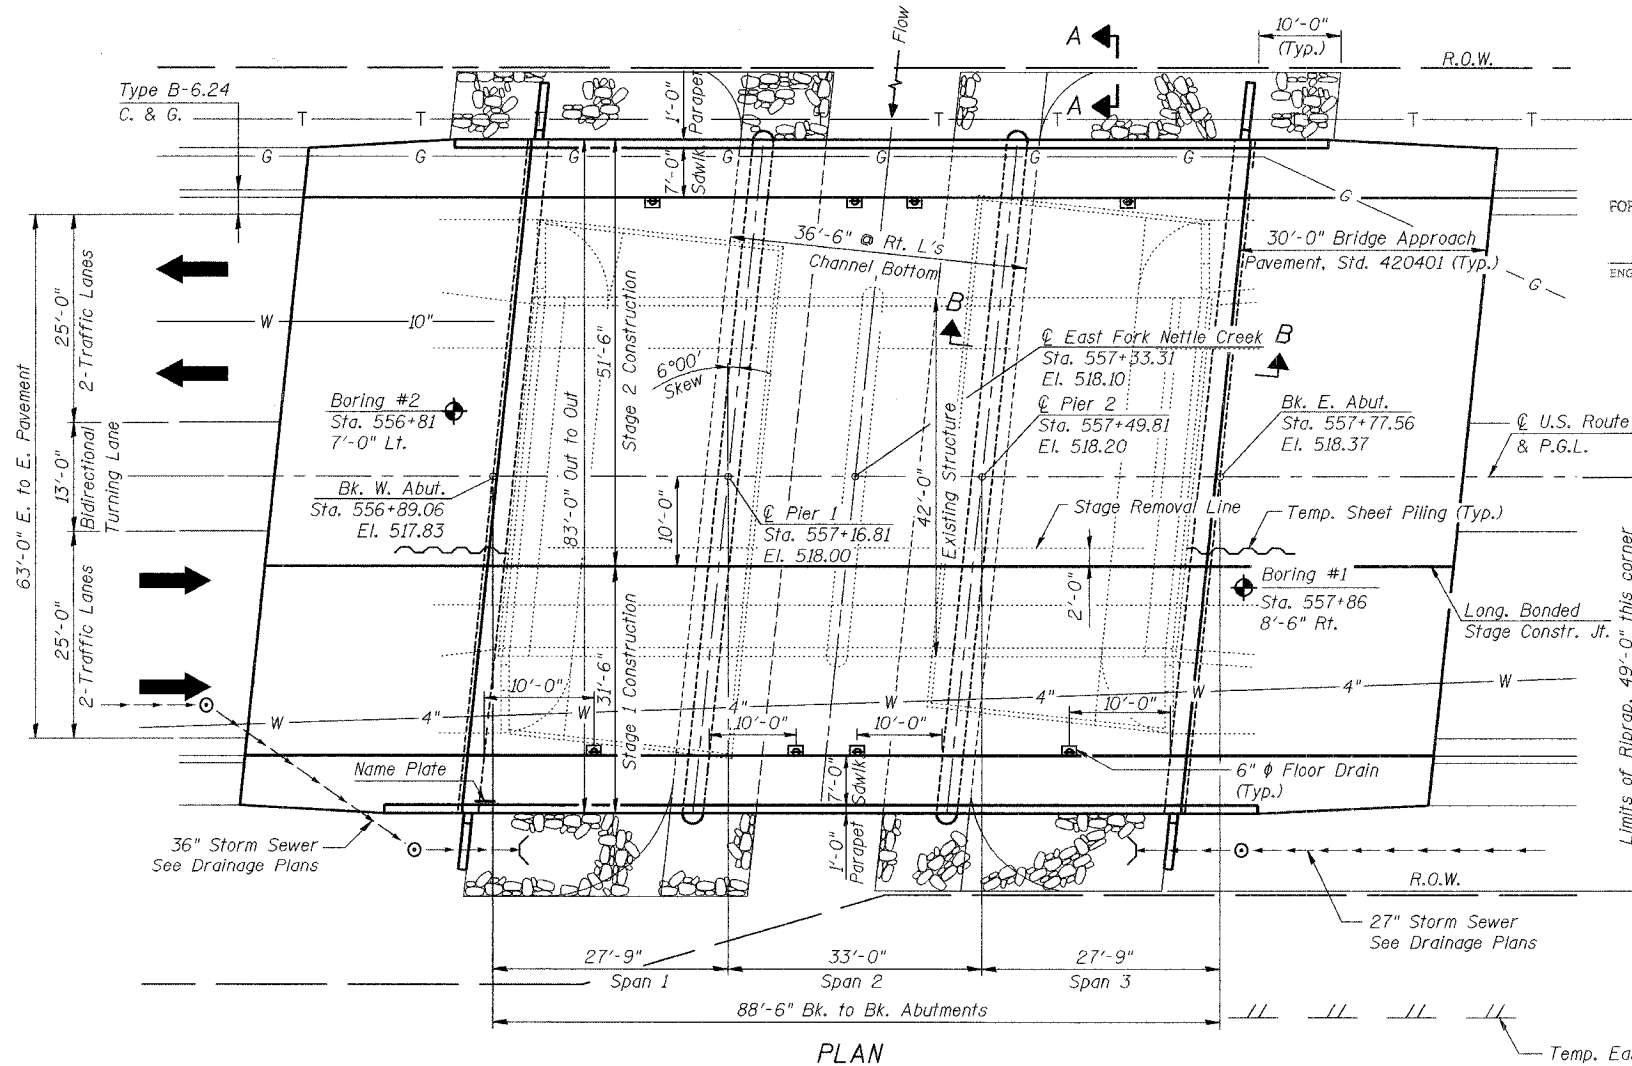 Flow
A
A
10'-0"
(Typ.)
R.O.W.
Type B-6.24
C. & G.
T T T T T T T
1'-0"
Parapet
7'-0"
Sdwlk.
G G G G G G G G G
36'-6" @ Rt. L's
Channel Bottom
30'-0" Bridge Approach
Pavement, Std. 420401 (Typ.)
FOR
ENG
63'-0" E. to E. Pavement
25'-0"
2-Traffic Lanes
13'-0"
Bidirectional
Turning Lane
25'-0"
2-Traffic Lanes
W 10"
6°00'
Skew
83'-0" Out to Out
51'-6"
Stage 2 Construction
31'-6"
Stage 1 Construction
B
B
℄ East Fork Nettle Creek
Sta. 557+33.31
El. 518.10
℄ Pier 2
Sta. 557+49.81
El. 518.20
Bk. E. Abut.
Sta. 557+77.56
El. 518.37
℄ U.S. Route
& P.G.L.
Boring #2
Sta. 556+81
7'-0" Lt.
Bk. W. Abut.
Sta. 556+89.06
El. 517.83
℄ Pier 1
Sta. 557+16.81
El. 518.00
10'-0"
42'-0"
Existing Structure
Stage Removal Line
Temp. Sheet Piling (Typ.)
2'-0"
Boring #1
Sta. 557+86
8'-6" Rt.
Long. Bonded
Stage Constr. Jt.
Limits of Riprap, 49'-0" this corner
W 4" W 4" W 4" W 4" W
10'-0"
10'-0"
10'-0"
10'-0"
Name Plate
7'-0"
Sdwlk.
1'-0"
Parapet
6" ϕ Floor Drain
(Typ.)
36" Storm Sewer
See Drainage Plans
R.O.W.
27" Storm Sewer
See Drainage Plans
27'-9"
Span 1
33'-0"
Span 2
27'-9"
Span 3
88'-6" Bk. to Bk. Abutments
PLAN
Temp. Eas